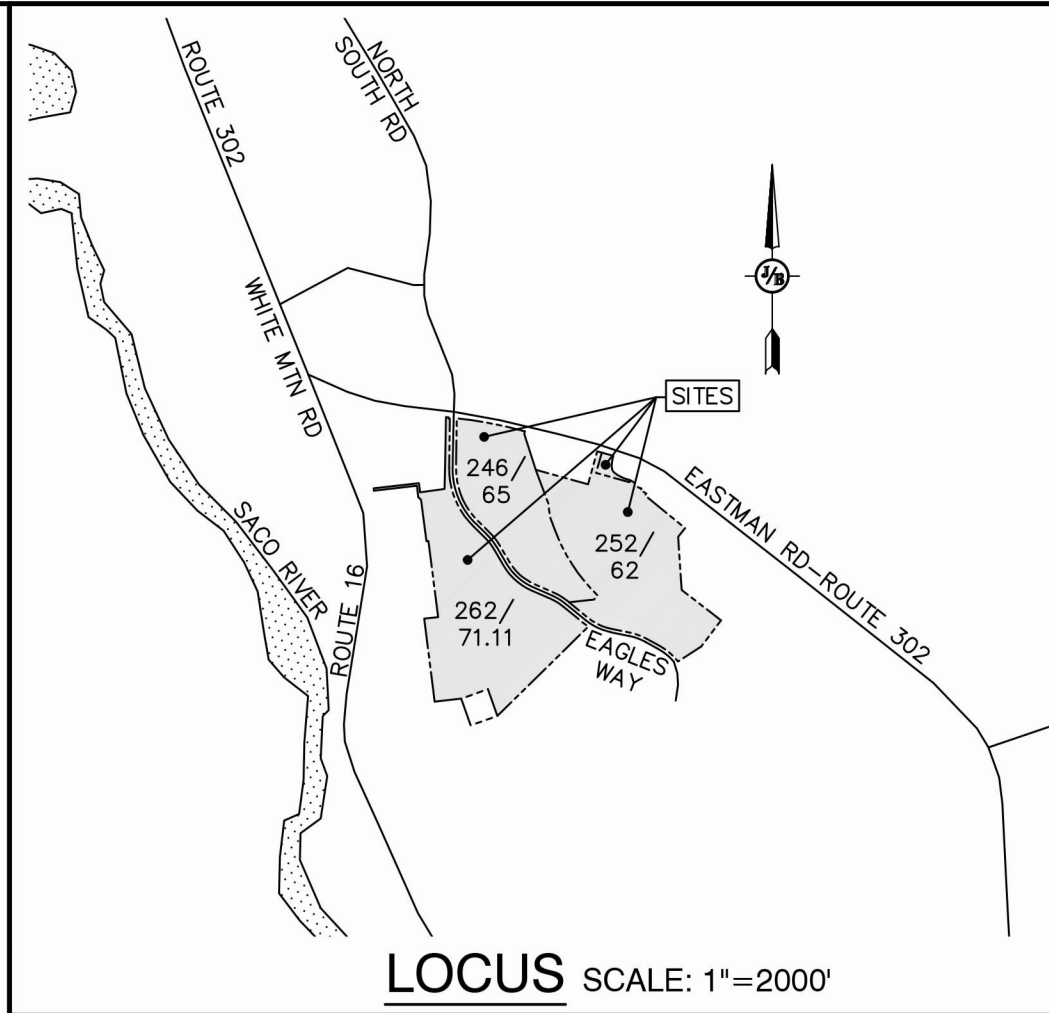 ROUTE 302
NORTH
SOUTH RD
WHITE MTN RD
J/B
SITES
246/
65
252/
62
262/
71.11
SACO RIVER
ROUTE 16
EAGLES
WAY
EASTMAN RD-ROUTE 302
LOCUS SCALE: 1"=2000'